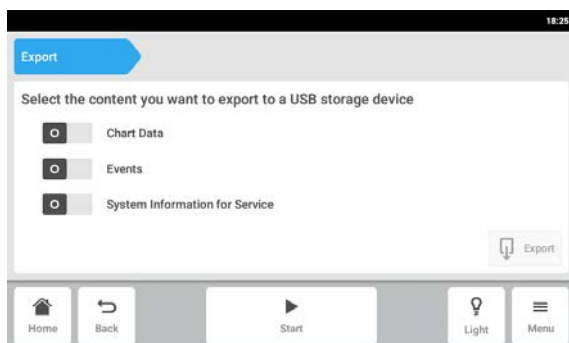 18:25
Export
Select the content you want to export to a USB storage device
Chart Data
Events
System Information for Service
Export
Home
Back
Start
Light
Menu